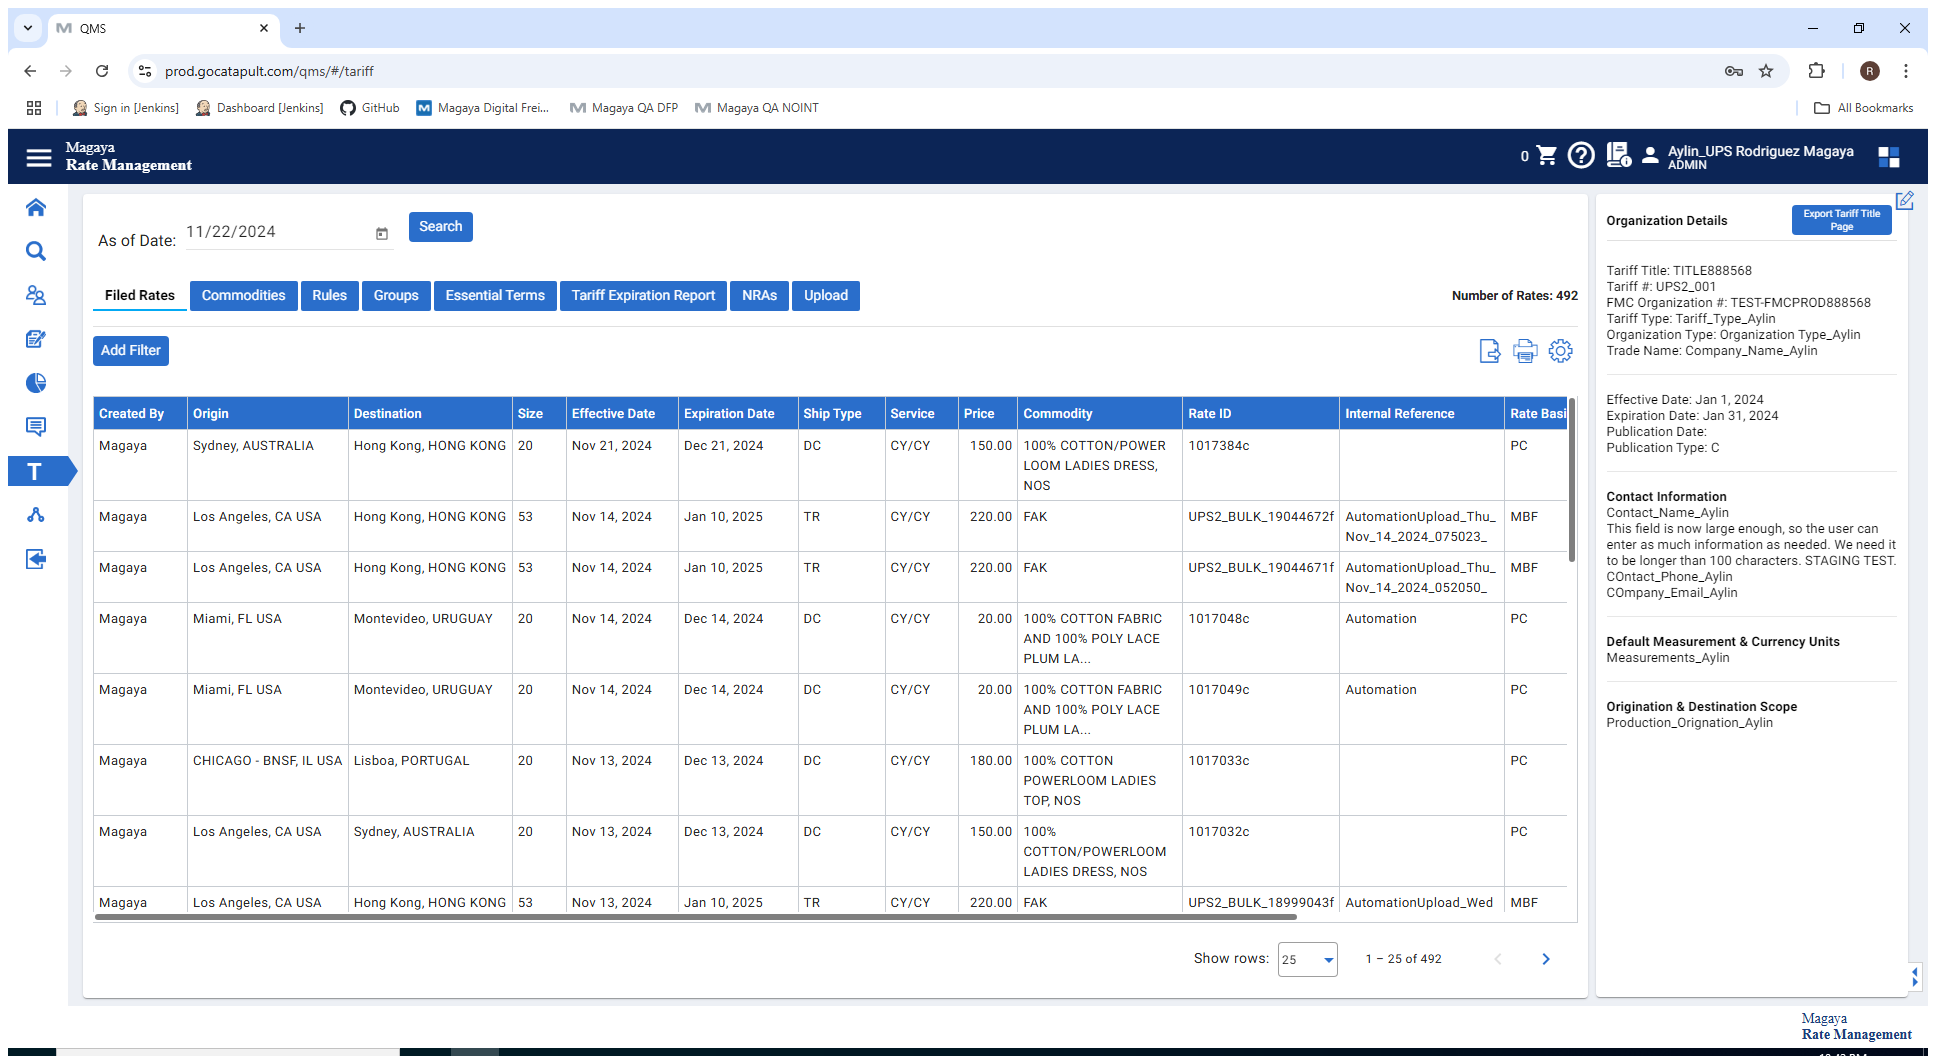 QMS
prod.gocatapult.com/qms/#/tariff
R
Sign in [Jenkins]
Dashboard [Jenkins]
GitHub
Magaya Digital Frei...
Magaya QA DFP
Magaya QA NOINT
All Bookmarks
Magaya
Rate Management
0
Aylin_UPS Rodriguez Magaya
ADMIN
As of Date: 11/22/2024
Search
Filed Rates
Commodities
Rules
Groups
Essential Terms
Tariff Expiration Report
NRAs
Upload
Number of Rates: 492
Add Filter
T
Created By Origin Destination Size Effective Date Expiration Date Ship Type Service Price Commodity Rate ID Internal Reference Rate Basi
Magaya Sydney, AUSTRALIA Hong Kong, HONG KONG 20 Nov 21, 2024 Dec 21, 2024 DC CY/CY 150.00 100% COTTON/POWER 1017384c PC
LOOM LADIES DRESS,
NOS
Magaya Los Angeles, CA USA Hong Kong, HONG KONG 53 Nov 14, 2024 Jan 10, 2025 TR CY/CY 220.00 FAK UPS2_BULK_19044672f AutomationUpload_Thu_ MBF
Nov_14_2024_075023_
Magaya Los Angeles, CA USA Hong Kong, HONG KONG 53 Nov 14, 2024 Jan 10, 2025 TR CY/CY 220.00 FAK UPS2_BULK_19044671f AutomationUpload_Thu_ MBF
Nov_14_2024_052050_
Magaya Miami, FL USA Montevideo, URUGUAY 20 Nov 14, 2024 Dec 14, 2024 DC CY/CY 20.00 100% COTTON FABRIC 1017048c Automation PC
AND 100% POLY LACE
PLUM LA...
Magaya Miami, FL USA Montevideo, URUGUAY 20 Nov 14, 2024 Dec 14, 2024 DC CY/CY 20.00 100% COTTON FABRIC 1017049c Automation PC
AND 100% POLY LACE
PLUM LA...
Magaya CHICAGO - BNSF, IL USA Lisboa, PORTUGAL 20 Nov 13, 2024 Dec 13, 2024 DC CY/CY 180.00 100% COTTON 1017033c PC
POWERLOOM LADIES
TOP, NOS
Magaya Los Angeles, CA USA Sydney, AUSTRALIA 20 Nov 13, 2024 Dec 13, 2024 DC CY/CY 150.00 100% 1017032c PC
COTTON/POWERLOOM
LADIES DRESS, NOS
Magaya Los Angeles, CA USA Hong Kong, HONG KONG 53 Nov 13, 2024 Jan 10, 2025 TR CY/CY 220.00 FAK UPS2_BULK_18999043f AutomationUpload_Wed MBF
Show rows: 25 1 – 25 of 492
Organization Details
Export Tariff Title
Page
Tariff Title: TITLE888568
Tariff #: UPS2_001
FMC Organization #: TEST-FMCPROD888568
Tariff Type: Tariff_Type_Aylin
Organization Type: Organization Type_Aylin
Trade Name: Company_Name_Aylin
Effective Date: Jan 1, 2024
Expiration Date: Jan 31, 2024
Publication Date:
Publication Type: C
Contact Information
Contact_Name_Aylin
This field is now large enough, so the user can
enter as much information as needed. We need it
to be longer than 100 characters. STAGING TEST.
COntact_Phone_Aylin
COmpany_Email_Aylin
Default Measurement & Currency Units
Measurements_Aylin
Origination & Destination Scope
Production_Orignation_Aylin
Magaya
Rate Management